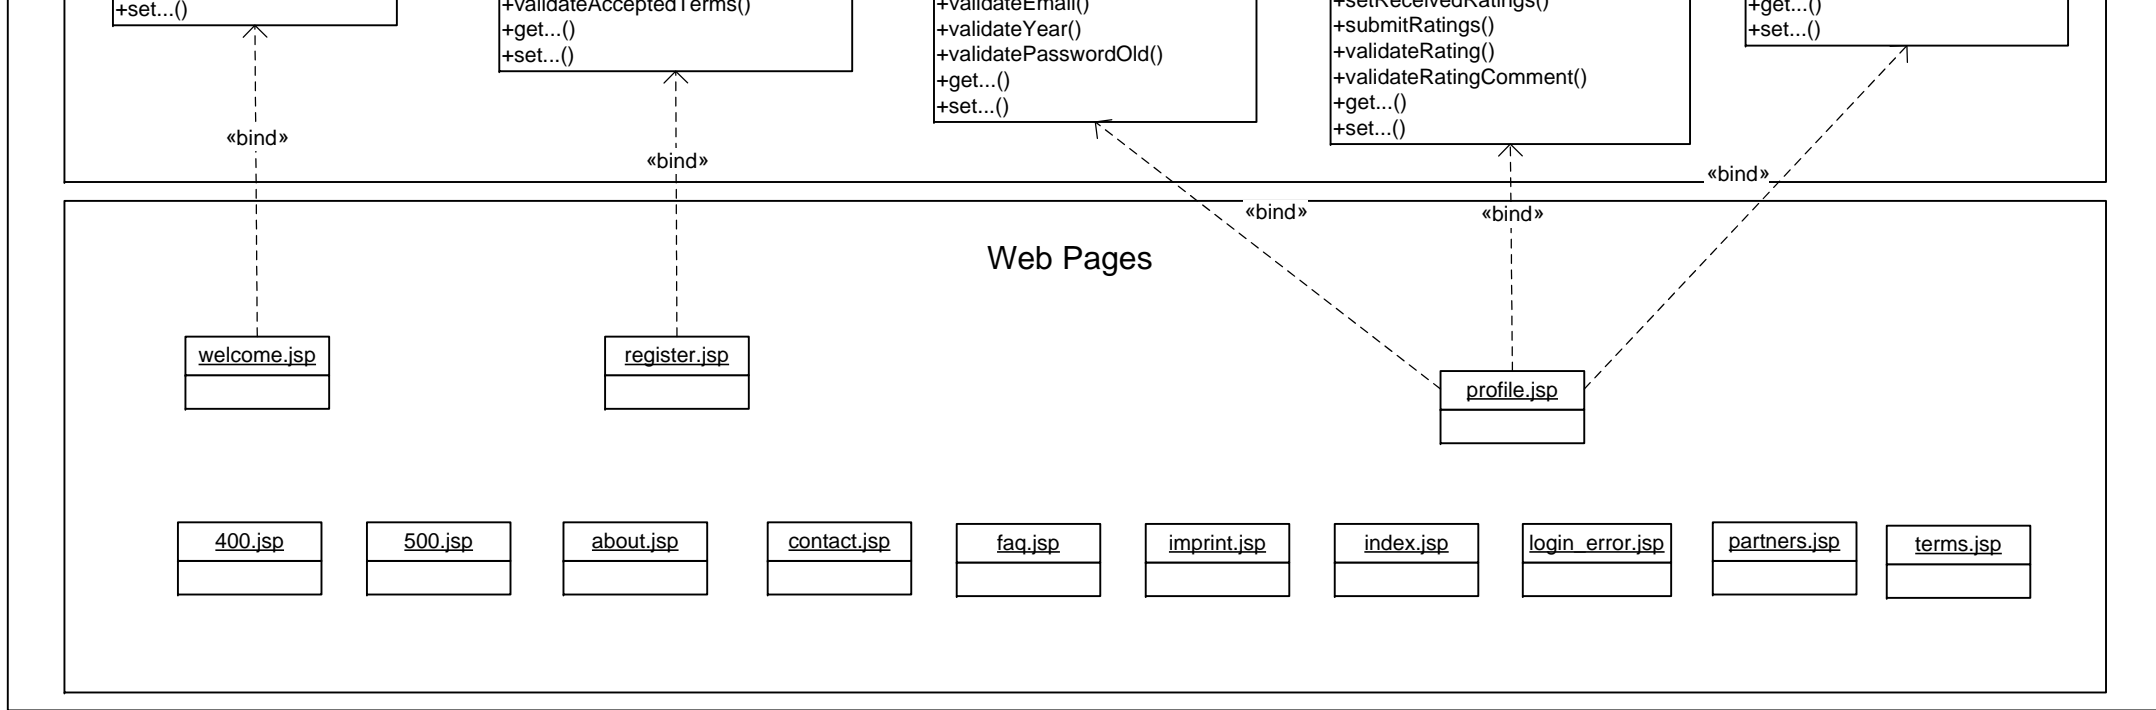 +set...()
+validateAcceptedTerms()
+get...()
+set...()
+validateEmail()
+validateYear()
+validatePasswordOld()
+get...()
+set...()
+setReceivedRatings()
+submitRatings()
+validateRating()
+validateRatingComment()
+get...()
+set...()
+get...()
+set...()
«bind»
«bind»
«bind»
«bind»
«bind»
Web Pages
welcome.jsp
register.jsp
profile.jsp
400.jsp
500.jsp
about.jsp
contact.jsp
faq.jsp
imprint.jsp
index.jsp
login_error.jsp
partners.jsp
terms.jsp